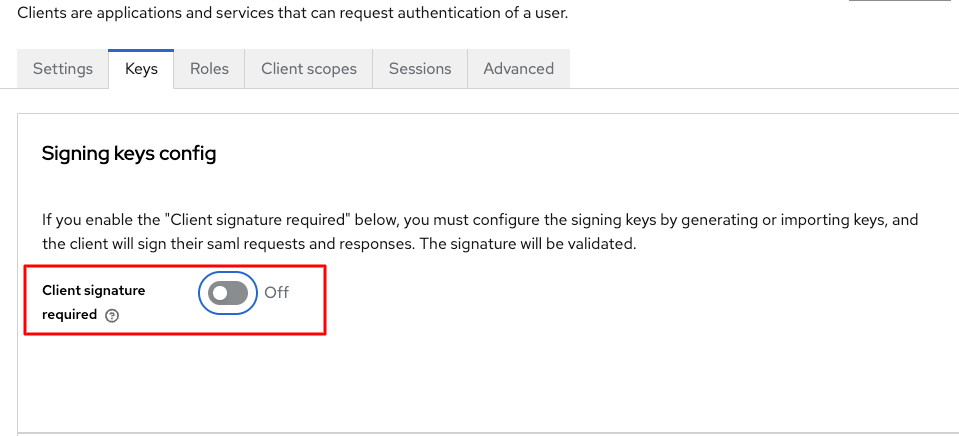 Clients are applications and services that can request authentication of a user.
Settings
Keys
Roles
Client scopes
Sessions
Advanced
Signing keys config
If you enable the "Client signature required" below, you must configure the signing keys by generating or importing keys, and
the client will sign their saml requests and responses. The signature will be validated.
Client signature
required ?
Off